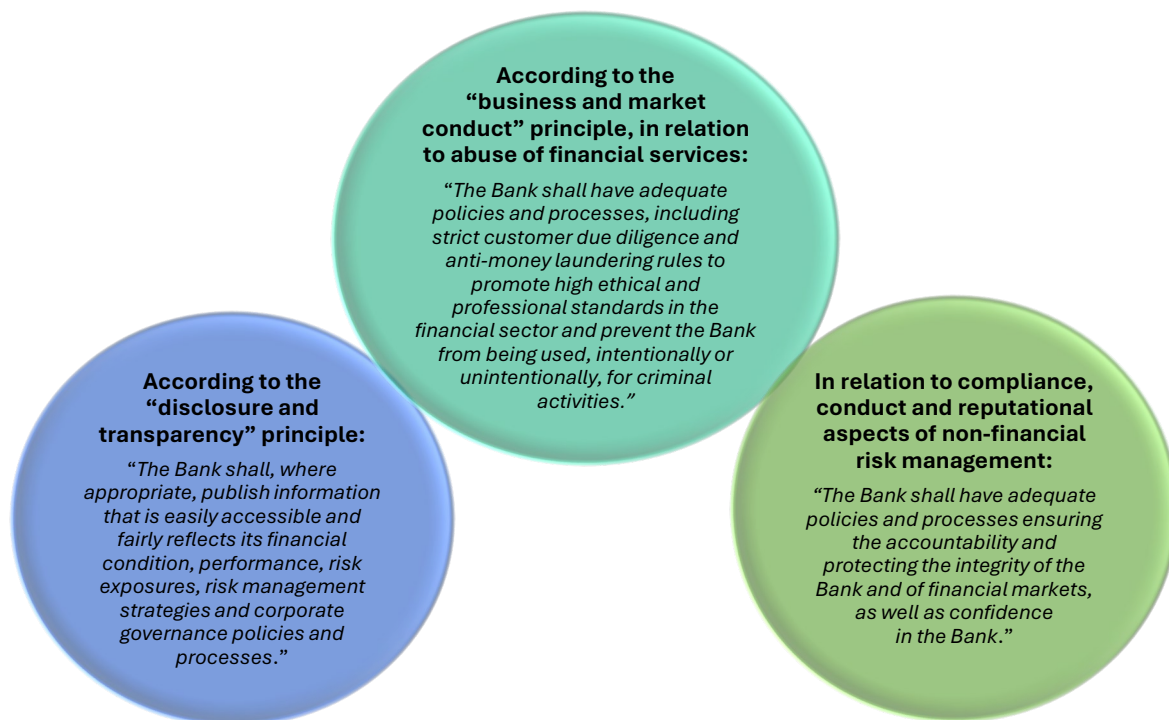 According to the
“business and market
conduct” principle, in relation
to abuse of financial services:
“The Bank shall have adequate
policies and processes, including
strict customer due diligence and
anti-money laundering rules to
promote high ethical and
professional standards in the
financial sector and prevent the Bank
from being used, intentionally or
unintentionally, for criminal
activities.”
According to the
“disclosure and
transparency” principle:
“The Bank shall, where
appropriate, publish information
that is easily accessible and
fairly reflects its financial
condition, performance, risk
exposures, risk management
strategies and corporate
governance policies and
processes.”
In relation to compliance,
conduct and reputational
aspects of non-financial
risk management:
“The Bank shall have adequate
policies and processes ensuring
the accountability and
protecting the integrity of the
Bank and of financial markets,
as well as confidence
in the Bank.”